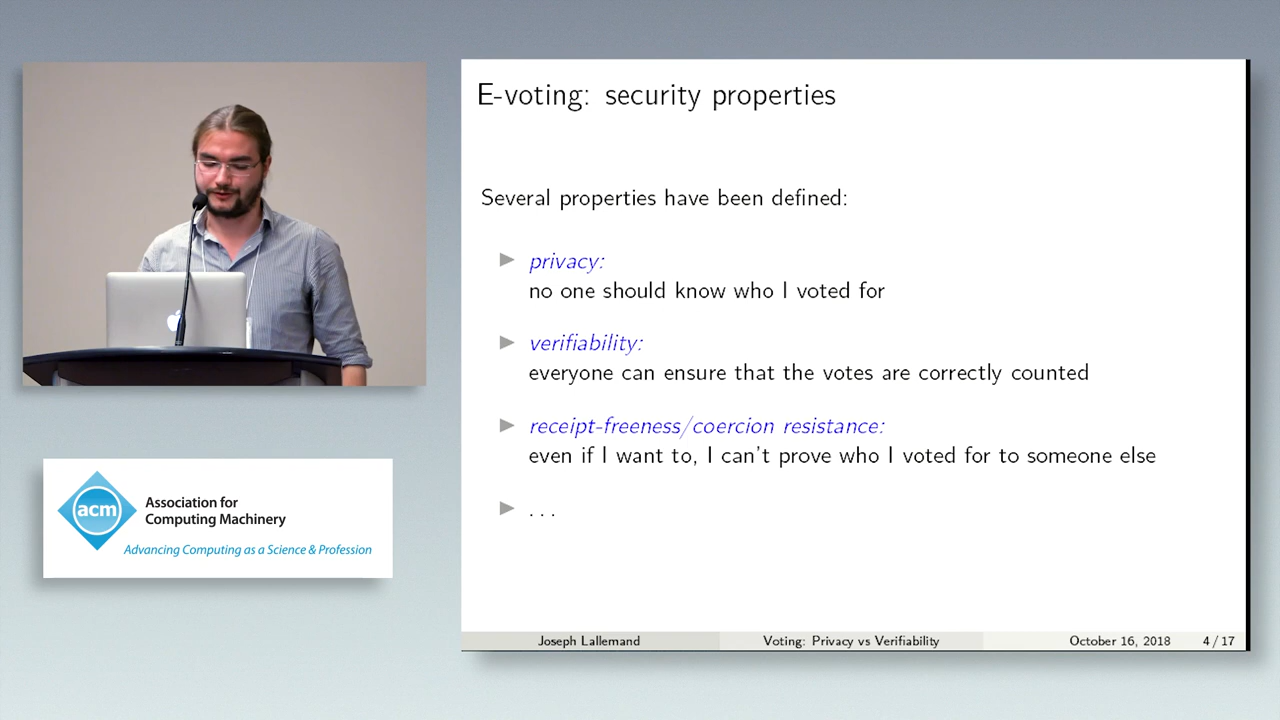 E-voting: security properties
Several properties have been defined:
privacy:
no one should know who I voted for
verifiability:
everyone can ensure that the votes are correctly counted
receipt-freeness/coercion resistance:
even if I want to, I can't prove who I voted for to someone else
...
Joseph Lallemand
Voting: Privacy vs Verifiability
October 16, 2018
4 / 17
acm
Association for
Computing Machinery
Advancing Computing as a Science & Profession